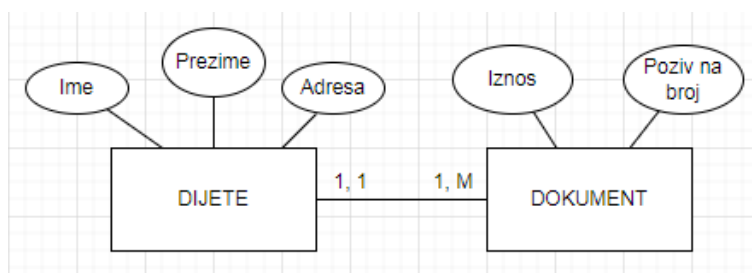 Ime
Prezime
Adresa
Iznos
Poziv na
broj
DIJETE
1, 1
1, M
DOKUMENT